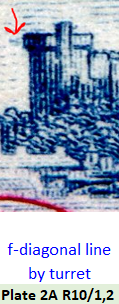 f-diagonal line
by turret
Plate 2A R10/1,2